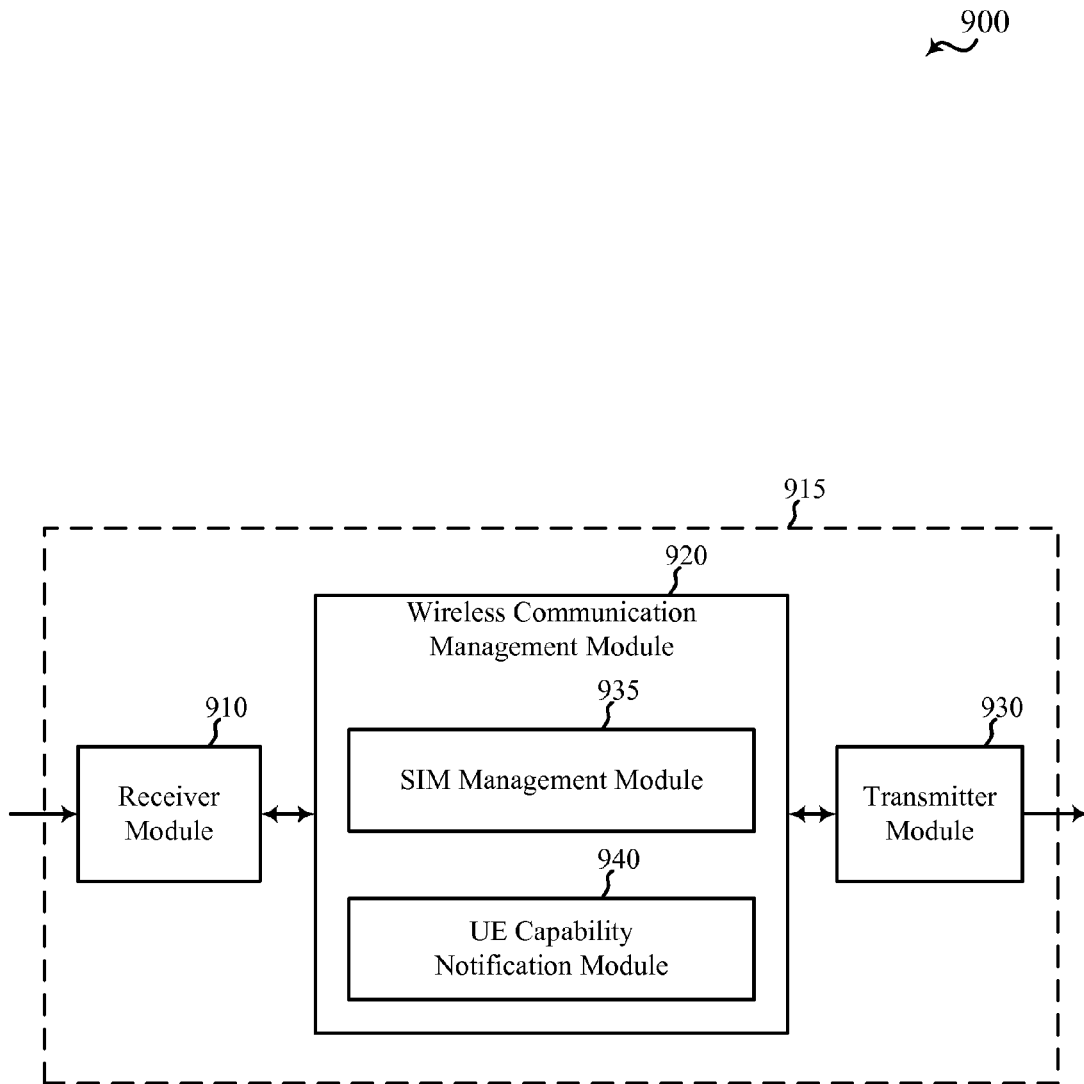 900
915
920
Wireless Communication
Management Module
935
SIM Management Module
910
Receiver
Module
930
Transmitter
Module
940
UE Capability
Notification Module